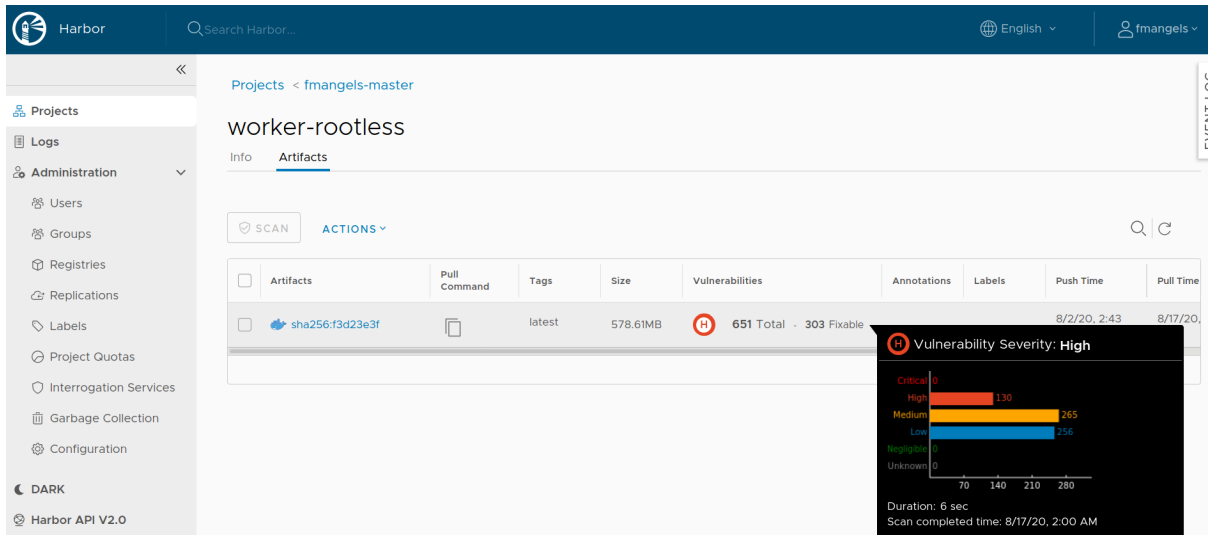 Harbor
Search Harbor...
English
fmangels
EVENT LOG
Projects
Logs
Administration
Users
Groups
Registries
Replications
Labels
Project Quotas
Interrogation Services
Garbage Collection
Configuration
DARK
Harbor API V2.0
Projects < fmangels-master
worker-rootless
Info Artifacts
SCAN ACTIONS
Artifacts Pull Command Tags Size Vulnerabilities Annotations Labels Push Time Pull Time
sha256:f3d23e3f latest 578.61MB H 651 Total · 303 Fixable 8/2/20, 2:43 8/17/20,
H Vulnerability Severity: High
Critical 0
High 130
Medium 265
Low 256
Negligible 0
Unknown 0
70 140 210 280
Duration: 6 sec
Scan completed time: 8/17/20, 2:00 AM